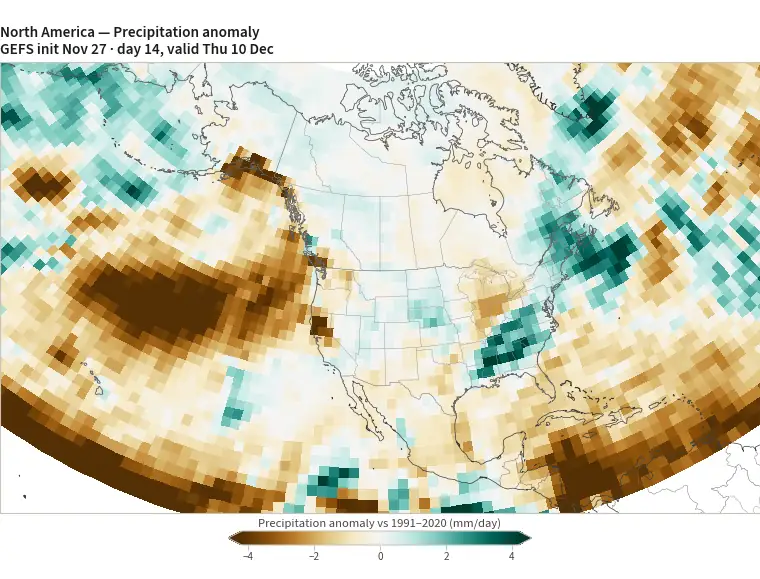 North America — Precipitation anomaly
GEFS init Nov 27 · day 14, valid Thu 10 Dec
Precipitation anomaly vs 1991–2020 (mm/day)
−4 −2 0 2 4